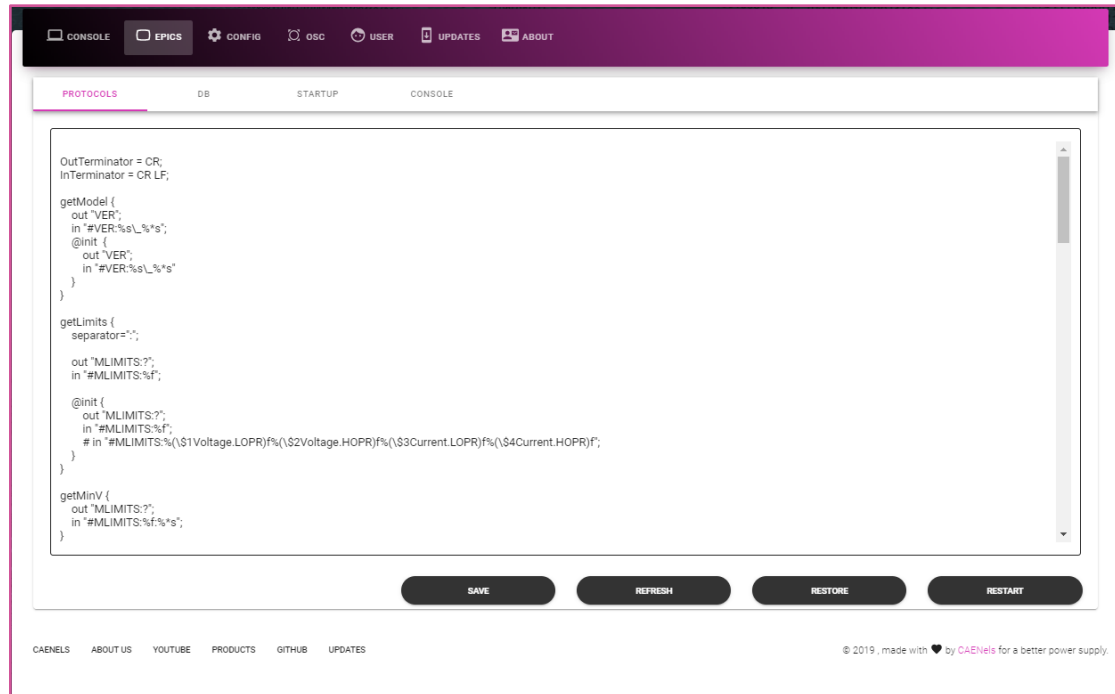 CONSOLE EPICS CONFIG OSC USER UPDATES ABOUT
PROTOCOLS DB STARTUP CONSOLE
OutTerminator = CR;
InTerminator = CR LF;
getModel {
out "VER";
in "#VER:%s\_%*s";
@init {
out "VER";
in "#VER:%s\_%*s"
}
}
getLimits {
separator=":";
out "MLIMITS:?";
in "#MLIMITS:%f";
@init {
out "MLIMITS:?";
in "#MLIMITS:%f";
# in "#MLIMITS:%(\$1Voltage.LOPR)f%(\$2Voltage.HOPR)f%(\$3Current.LOPR)f%(\$4Current.HOPR)f";
}
}
getMinV {
out "MLIMITS:?";
in "#MLIMITS:%f:%*s";
}
SAVE REFRESH RESTORE RESTART
CAENELS ABOUT US YOUTUBE PRODUCTS GITHUB UPDATES © 2019 , made with ♥ by CAENels for a better power supply.